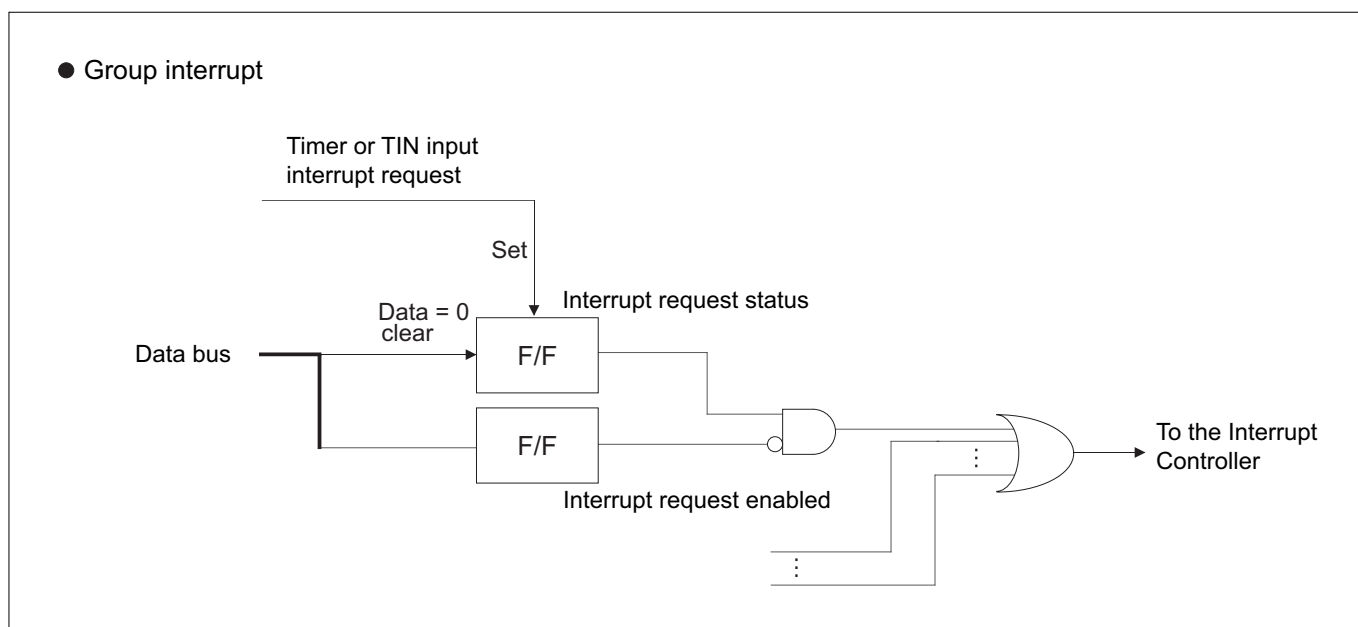 ● Group interrupt
Timer or TIN input
interrupt request
Set
Data = 0
clear
Interrupt request status
Data bus
F/F
F/F
Interrupt request enabled
To the Interrupt
Controller
⋮
⋮